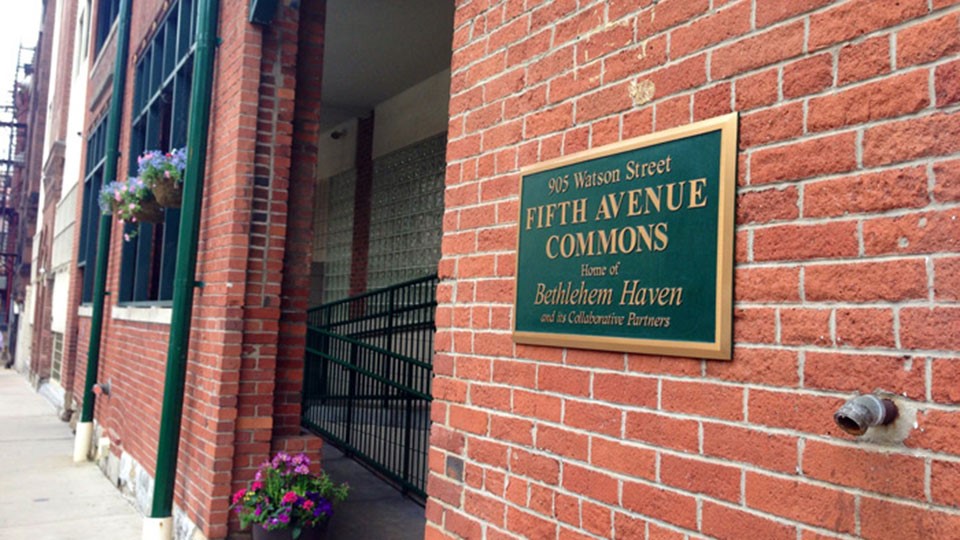 905 Watson Street
FIFTH AVENUE
COMMONS
Home of
Bethlehem Haven
and its Collaborative Partners